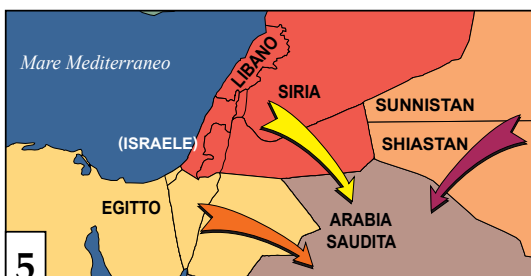 Mare Mediterraneo
LIBANO
SIRIA
SUNNISTAN
(ISRAELE)
SHIASTAN
EGITTO
ARABIA
SAUDITA
5